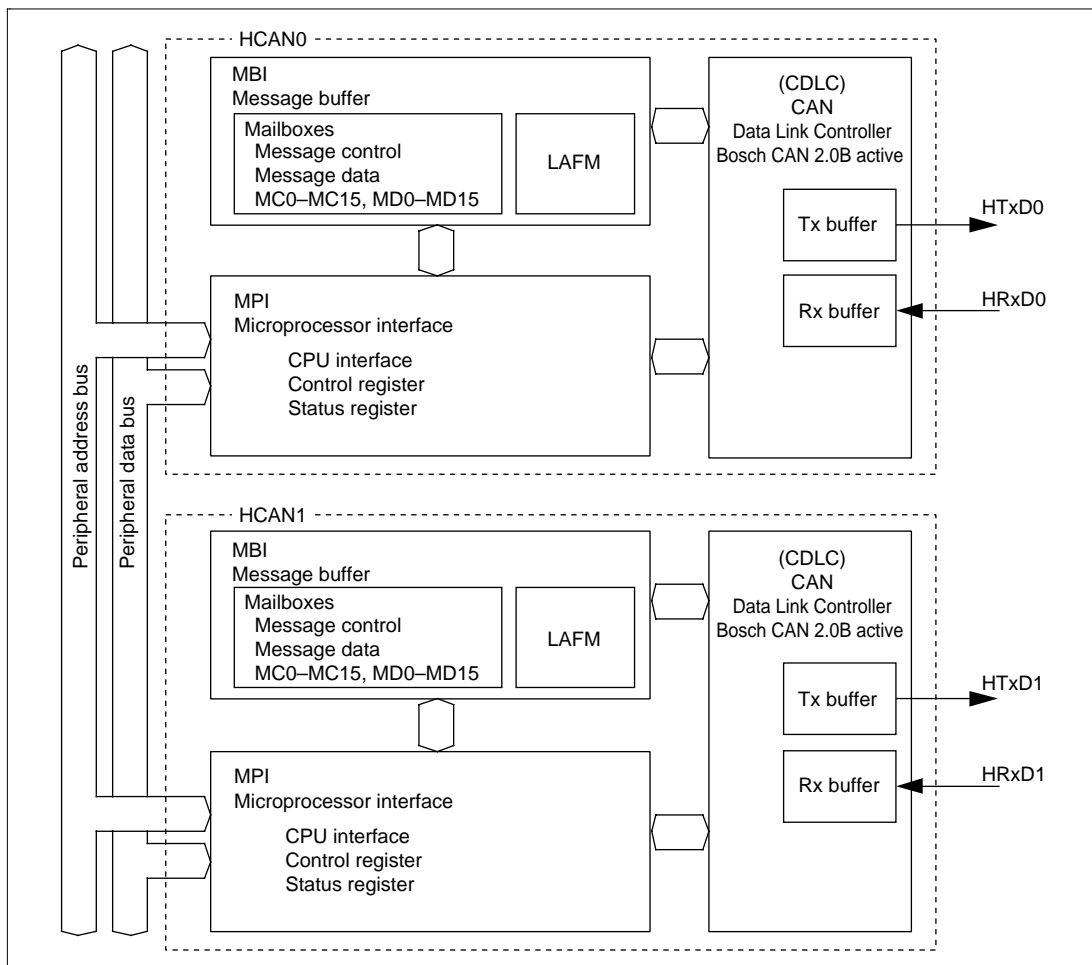 HCAN0
MBI
Message buffer
Mailboxes
Message control
Message data
MC0–MC15, MD0–MD15
LAFM
(CDLC)
CAN
Data Link Controller
Bosch CAN 2.0B active
Tx buffer
HTxD0
Rx buffer
HRxD0
MPI
Microprocessor interface
CPU interface
Control register
Status register
Peripheral address bus
Peripheral data bus
HCAN1
MBI
Message buffer
Mailboxes
Message control
Message data
MC0–MC15, MD0–MD15
LAFM
(CDLC)
CAN
Data Link Controller
Bosch CAN 2.0B active
Tx buffer
HTxD1
Rx buffer
HRxD1
MPI
Microprocessor interface
CPU interface
Control register
Status register